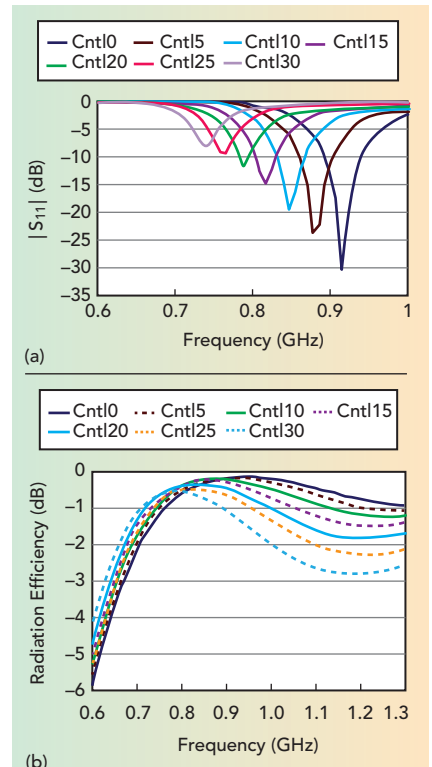 Cntl0 Cntl5 Cntl10 Cntl15
Cntl20 Cntl25 Cntl30
0
−5
−10
−15
−20
−25
−30
−35
|S11| (dB)
0.6 0.7 0.8 0.9 1
Frequency (GHz)
(a)
Cntl0 Cntl5 Cntl10 Cntl15
Cntl20 Cntl25 Cntl30
0
−1
−2
−3
−4
−5
−6
Radiation Efficiency (dB)
0.6 0.7 0.8 0.9 1.0 1.1 1.2 1.3
Frequency (GHz)
(b)